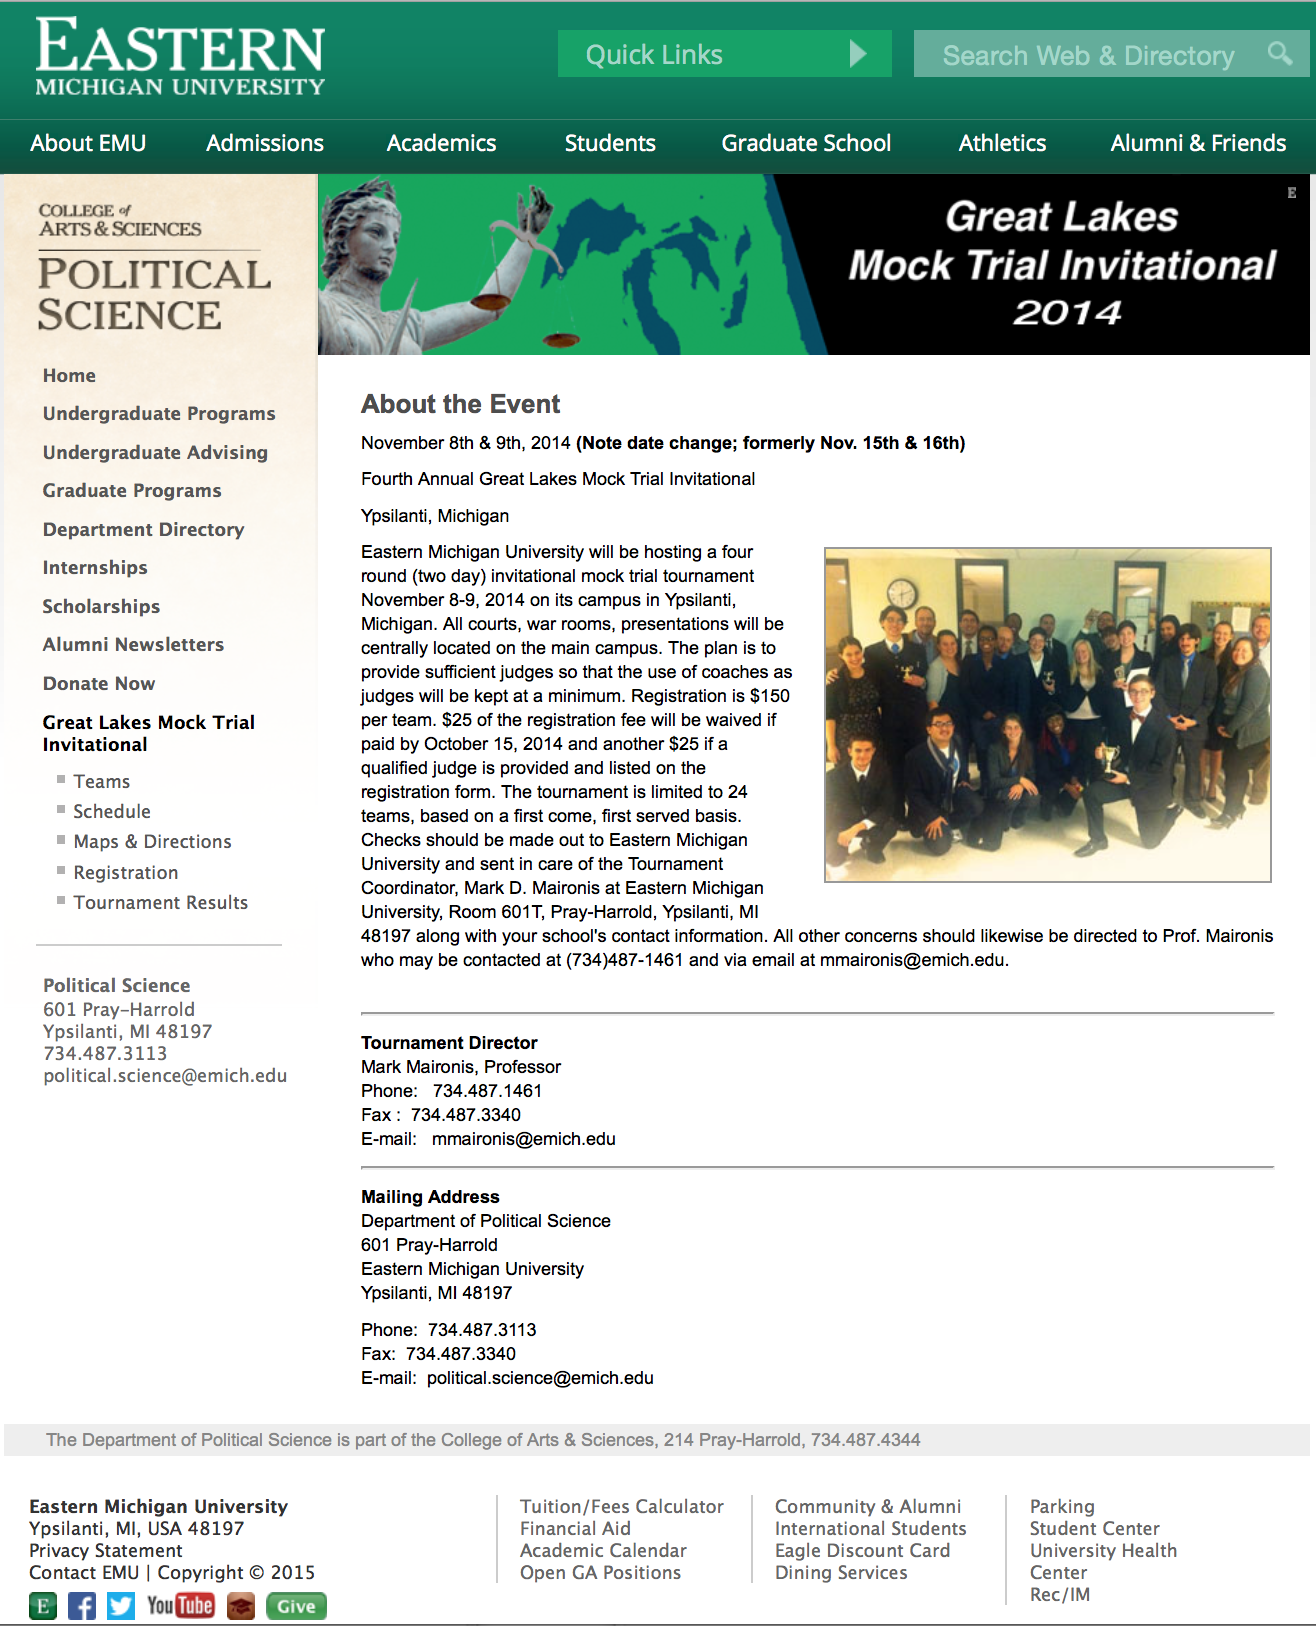 EASTERN
MICHIGAN UNIVERSITY
Quick Links
Search Web & Directory
About EMU
Admissions
Academics
Students
Graduate School
Athletics
Alumni & Friends
COLLEGE of
ARTS & SCIENCES
POLITICAL
SCIENCE
Home
Undergraduate Programs
Undergraduate Advising
Graduate Programs
Department Directory
Internships
Scholarships
Alumni Newsletters
Donate Now
Great Lakes Mock Trial
Invitational
Teams
Schedule
Maps & Directions
Registration
Tournament Results
Political Science
601 Pray-Harrold
Ypsilanti, MI 48197
734.487.3113
political.science@emich.edu
E
Great Lakes
Mock Trial Invitational
2014
About the Event
November 8th & 9th, 2014 (Note date change; formerly Nov. 15th & 16th)
Fourth Annual Great Lakes Mock Trial Invitational
Ypsilanti, Michigan
Eastern Michigan University will be hosting a four
round (two day) invitational mock trial tournament
November 8-9, 2014 on its campus in Ypsilanti,
Michigan. All courts, war rooms, presentations will be
centrally located on the main campus. The plan is to
provide sufficient judges so that the use of coaches as
judges will be kept at a minimum. Registration is $150
per team. $25 of the registration fee will be waived if
paid by October 15, 2014 and another $25 if a
qualified judge is provided and listed on the
registration form. The tournament is limited to 24
teams, based on a first come, first served basis.
Checks should be made out to Eastern Michigan
University and sent in care of the Tournament
Coordinator, Mark D. Maironis at Eastern Michigan
University, Room 601T, Pray-Harrold, Ypsilanti, MI
48197 along with your school's contact information. All other concerns should likewise be directed to Prof. Maironis
who may be contacted at (734)487-1461 and via email at mmaironis@emich.edu.
Tournament Director
Mark Maironis, Professor
Phone: 734.487.1461
Fax : 734.487.3340
E-mail: mmaironis@emich.edu
Mailing Address
Department of Political Science
601 Pray-Harrold
Eastern Michigan University
Ypsilanti, MI 48197
Phone: 734.487.3113
Fax: 734.487.3340
E-mail: political.science@emich.edu
The Department of Political Science is part of the College of Arts & Sciences, 214 Pray-Harrold, 734.487.4344
Eastern Michigan University
Ypsilanti, MI, USA 48197
Privacy Statement
Contact EMU | Copyright © 2015
E
f
YouTube
Give
Tuition/Fees Calculator
Financial Aid
Academic Calendar
Open GA Positions
Community & Alumni
International Students
Eagle Discount Card
Dining Services
Parking
Student Center
University Health
Center
Rec/IM